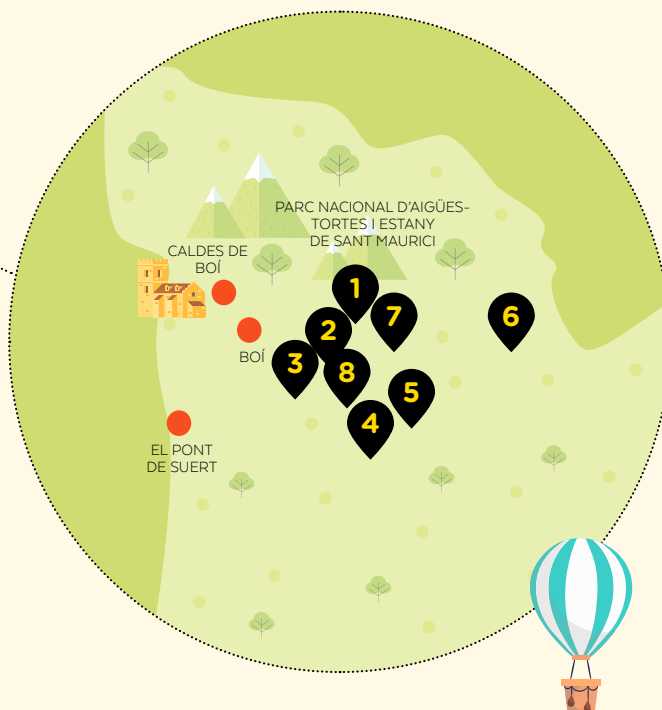 PARC NACIONAL D'AIGÜES-
TORTES I ESTANY
DE SANT MAURICI
CALDES DE
BOÍ
1
7
6
2
BOÍ
3
8
5
4
EL PONT
DE SUERT